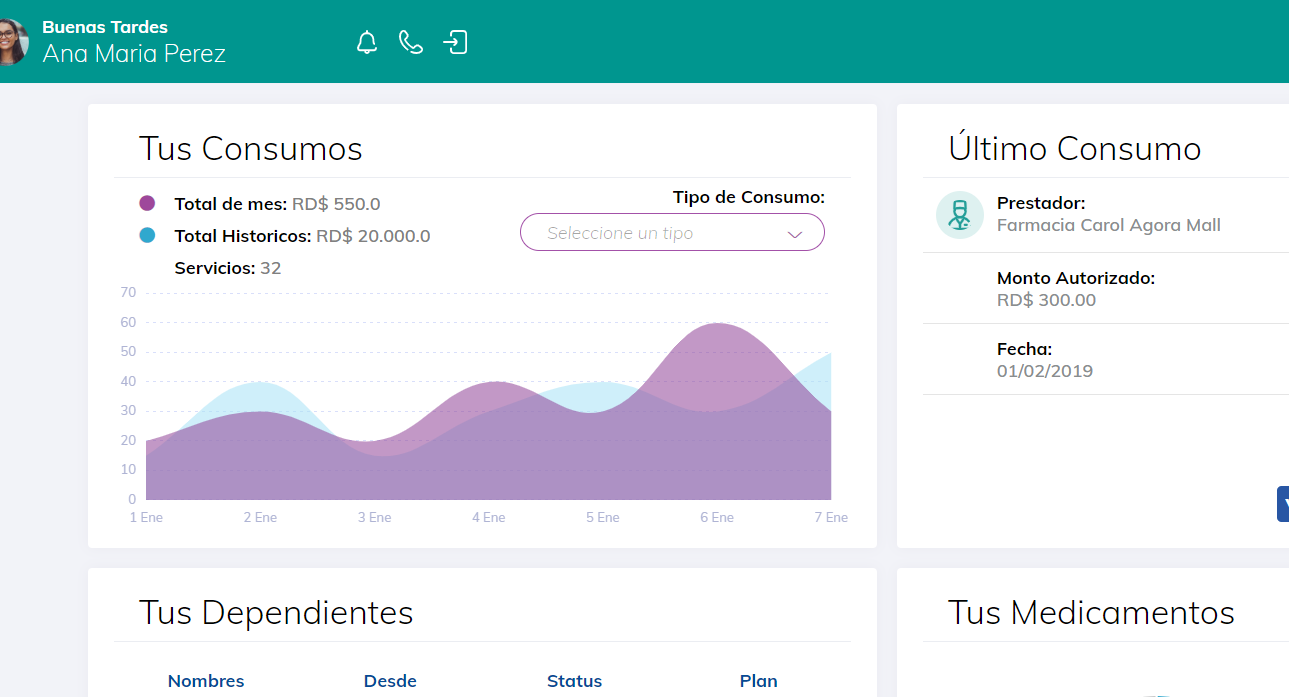 Buenas Tardes
Ana Maria Perez
Tus Consumos
Total de mes: RD$ 550.0
Total Historicos: RD$ 20.000.0
Servicios: 32
Tipo de Consumo:
Seleccione un tipo
70
60
50
40
30
20
10
0
1 Ene 2 Ene 3 Ene 4 Ene 5 Ene 6 Ene 7 Ene
Último Consumo
Prestador:
Farmacia Carol Agora Mall
Monto Autorizado:
RD$ 300.00
Fecha:
01/02/2019
Tus Dependientes
Nombres Desde Status Plan
Tus Medicamentos